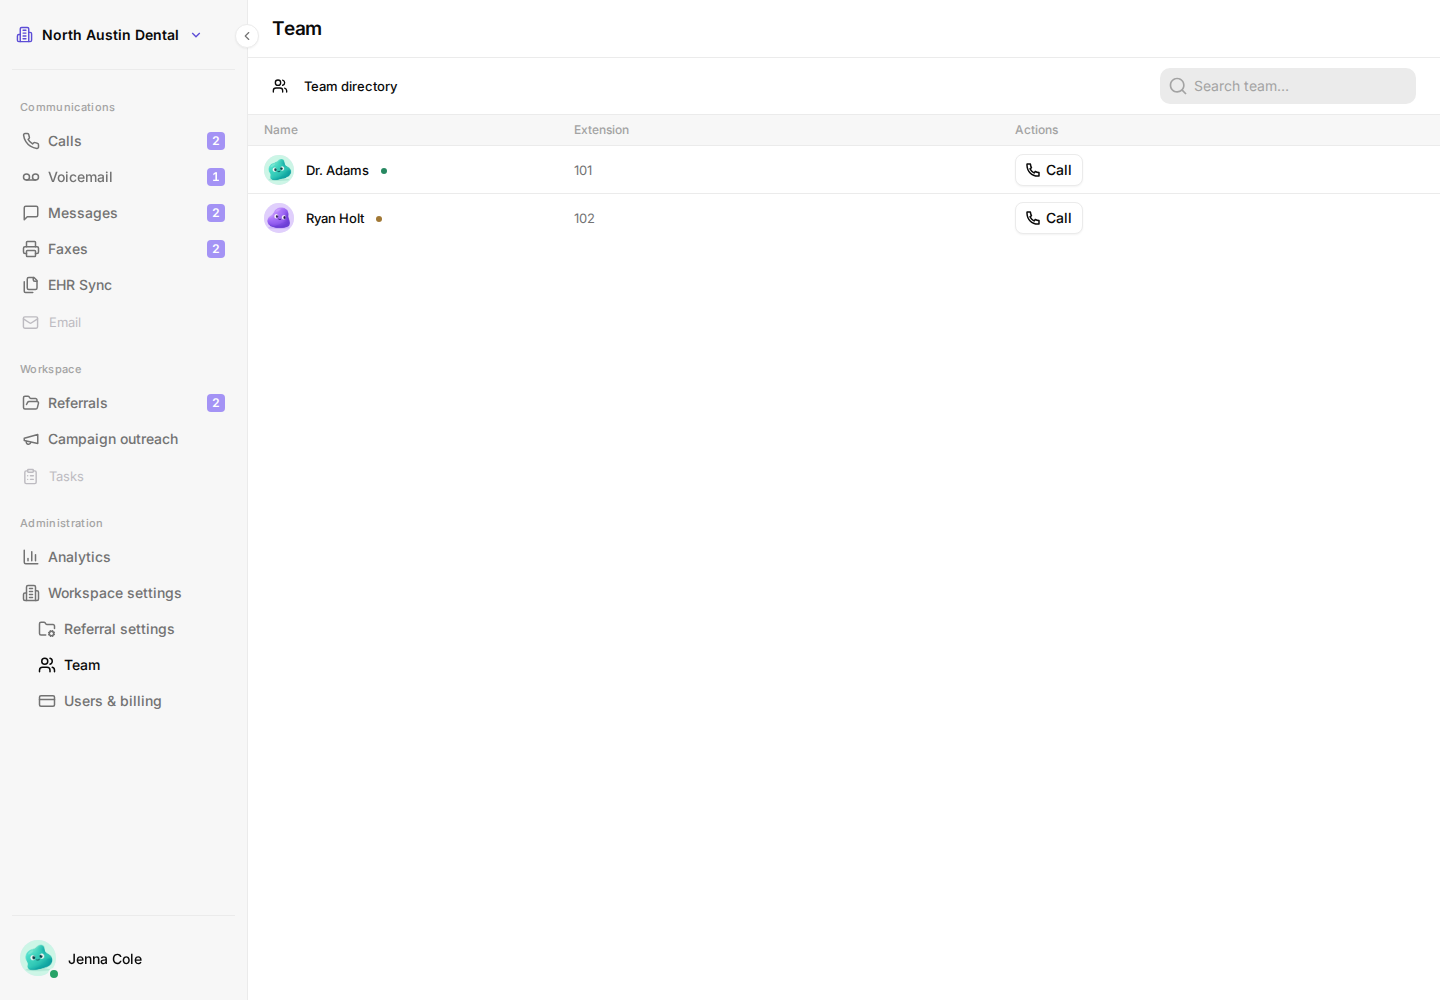 North Austin Dental
Team
Team directory
Search team...
Communications
Calls 2
Voicemail 1
Messages 2
Faxes 2
EHR Sync
Email
Workspace
Referrals 2
Campaign outreach
Tasks
Administration
Analytics
Workspace settings
Referral settings
Team
Users & billing
Jenna Cole
Name Extension Actions
Dr. Adams 101 Call
Ryan Holt 102 Call